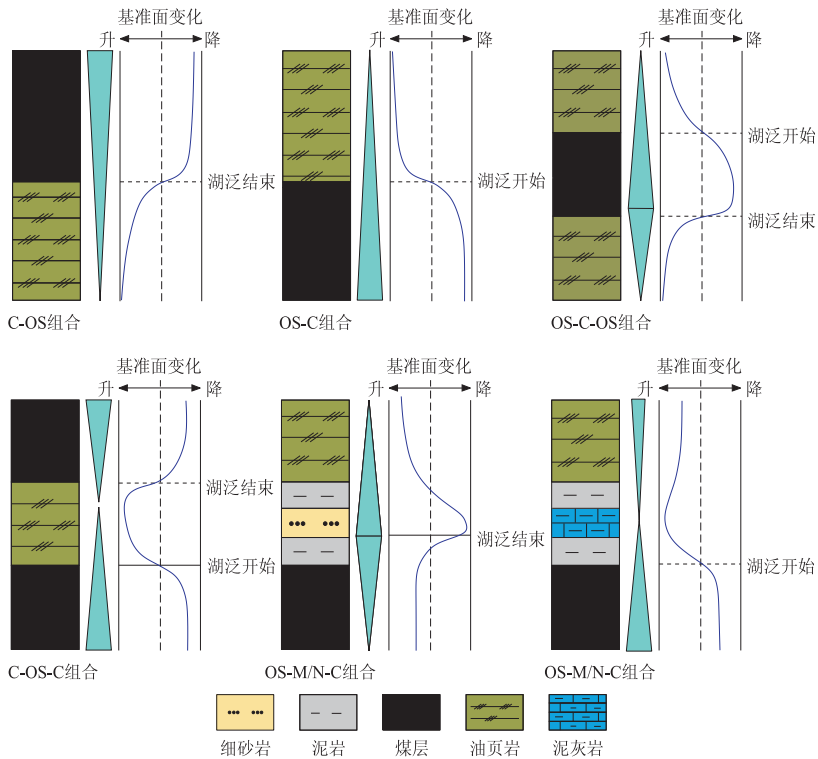 基准面变化
升
降
湖泛结束
C-OS组合
基准面变化
升
降
湖泛开始
OS-C组合
基准面变化
升
降
湖泛开始
湖泛结束
OS-C-OS组合
基准面变化
升
降
湖泛结束
湖泛开始
C-OS-C组合
基准面变化
升
降
湖泛结束
OS-M/N-C组合
基准面变化
升
降
湖泛开始
OS-M/N-C组合
细砂岩
泥岩
煤层
油页岩
泥灰岩